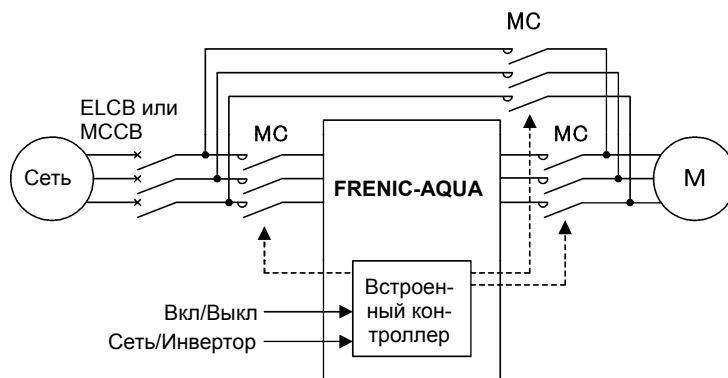 MC
ELCB или
MCCB
MC
MC
Сеть
FRENIC-AQUA
M
Встроен-
ный кон-
троллер
Вкл/Выкл
Сеть/Инвертор